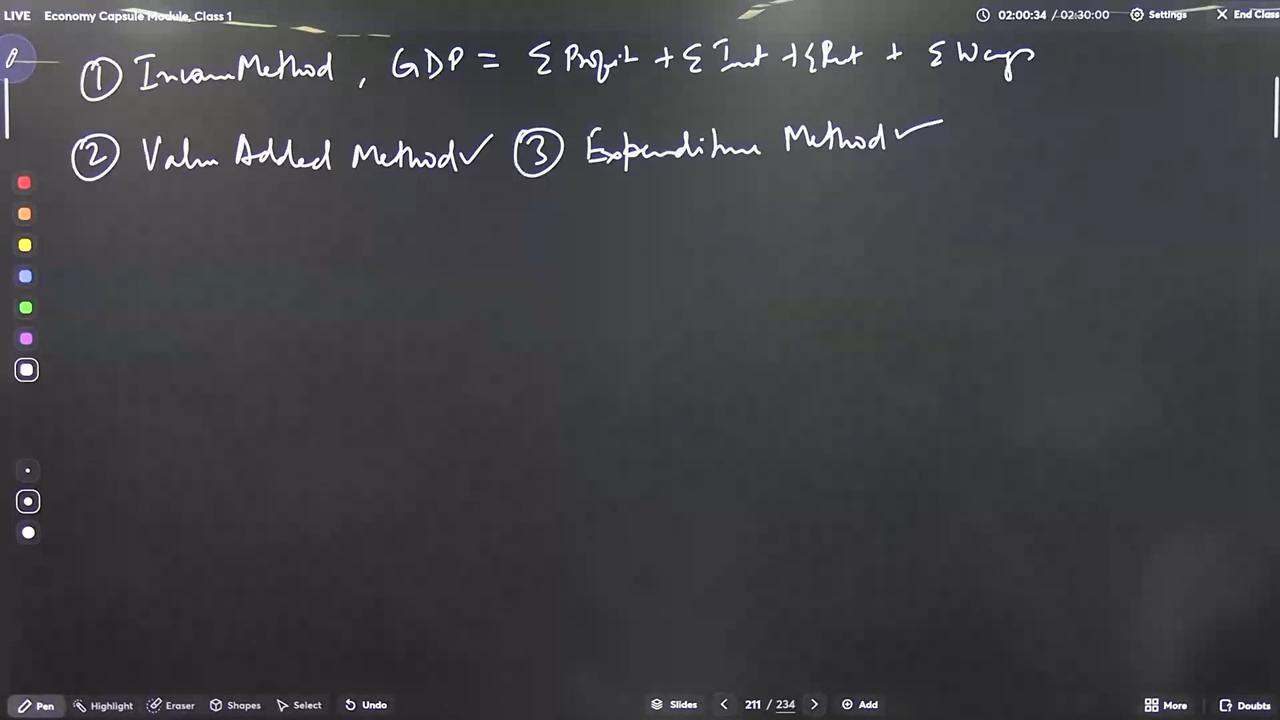 LIVE Economy Capsule Module, Class 1 02:00:34 / 02:30:00 Settings End Class
① Income Method, GDP = Σ Profit + Σ Int + Σ Rent + Σ Wages
② Value Added Method ✓ ③ Expenditure Method ✓
Pen Highlight Eraser Shapes Select Undo Slides 211 / 234 Add More Doubts